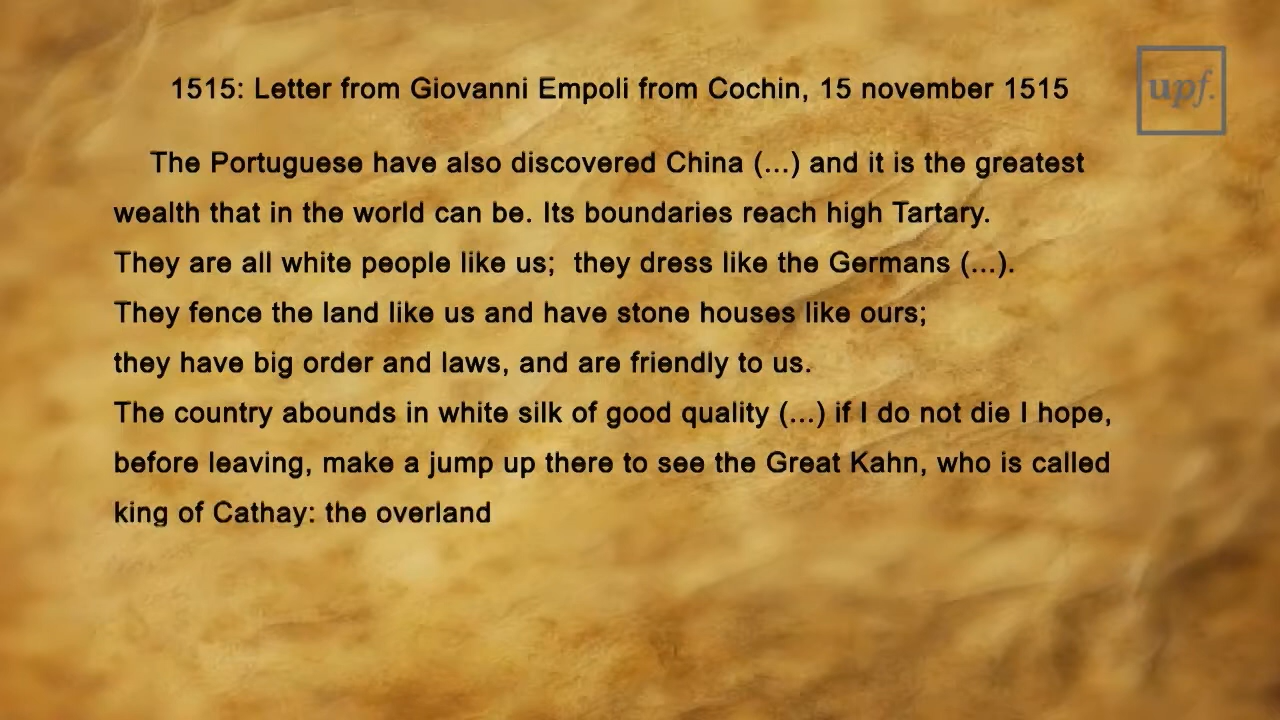 1515: Letter from Giovanni Empoli from Cochin, 15 november 1515
upf.
The Portuguese have also discovered China (...) and it is the greatest
wealth that in the world can be. Its boundaries reach high Tartary.
They are all white people like us;  they dress like the Germans (...).
They fence the land like us and have stone houses like ours;
they have big order and laws, and are friendly to us.
The country abounds in white silk of good quality (...) if I do not die I hope,
before leaving, make a jump up there to see the Great Kahn, who is called
king of Cathay: the overland